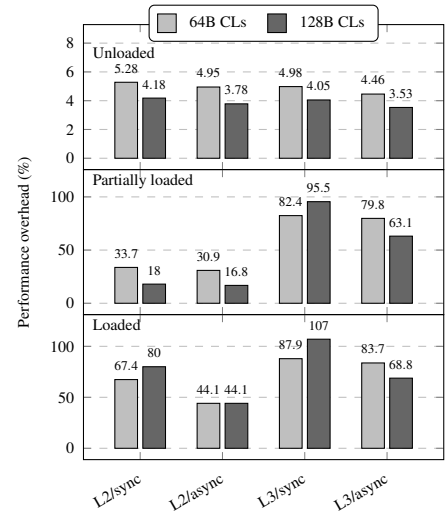 64B CLs 128B CLs
Performance overhead (%)
Unloaded
8
6
4
2
0
5.28 4.18 4.95 3.78 4.98 4.05 4.46 3.53
Partially loaded
100
50
0
33.7 18 30.9 16.8 82.4 95.5 79.8 63.1
Loaded
100
50
0
67.4 80 44.1 44.1 87.9 107 83.7 68.8
L2/sync L2/async L3/sync L3/async